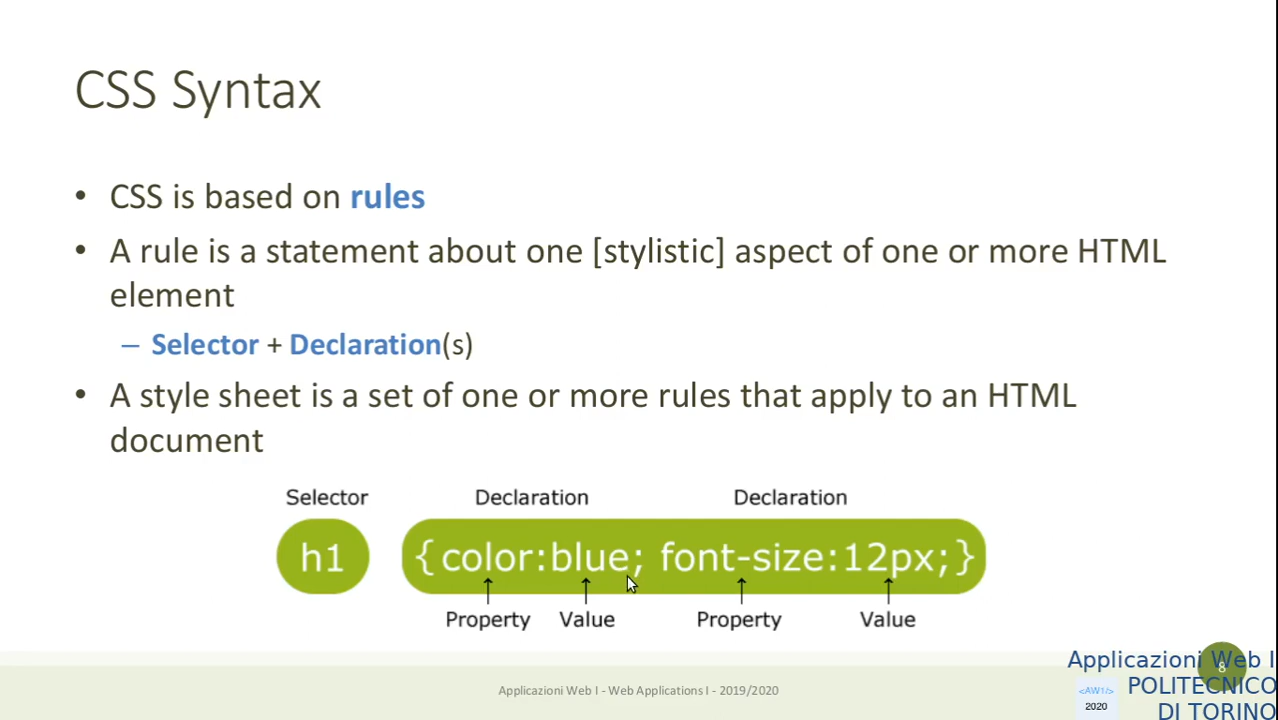 CSS Syntax
• CSS is based on rules
• A rule is a statement about one [stylistic] aspect of one or more HTML
element
– Selector + Declaration(s)
• A style sheet is a set of one or more rules that apply to an HTML
document
Selector Declaration Declaration
h1 {color:blue; font-size:12px;}
Property Value Property Value
Applicazioni Web I - Web Applications I - 2019/2020
8
Applicazioni Web I
POLITECNICO
DI TORINO
<AW1/>
2020